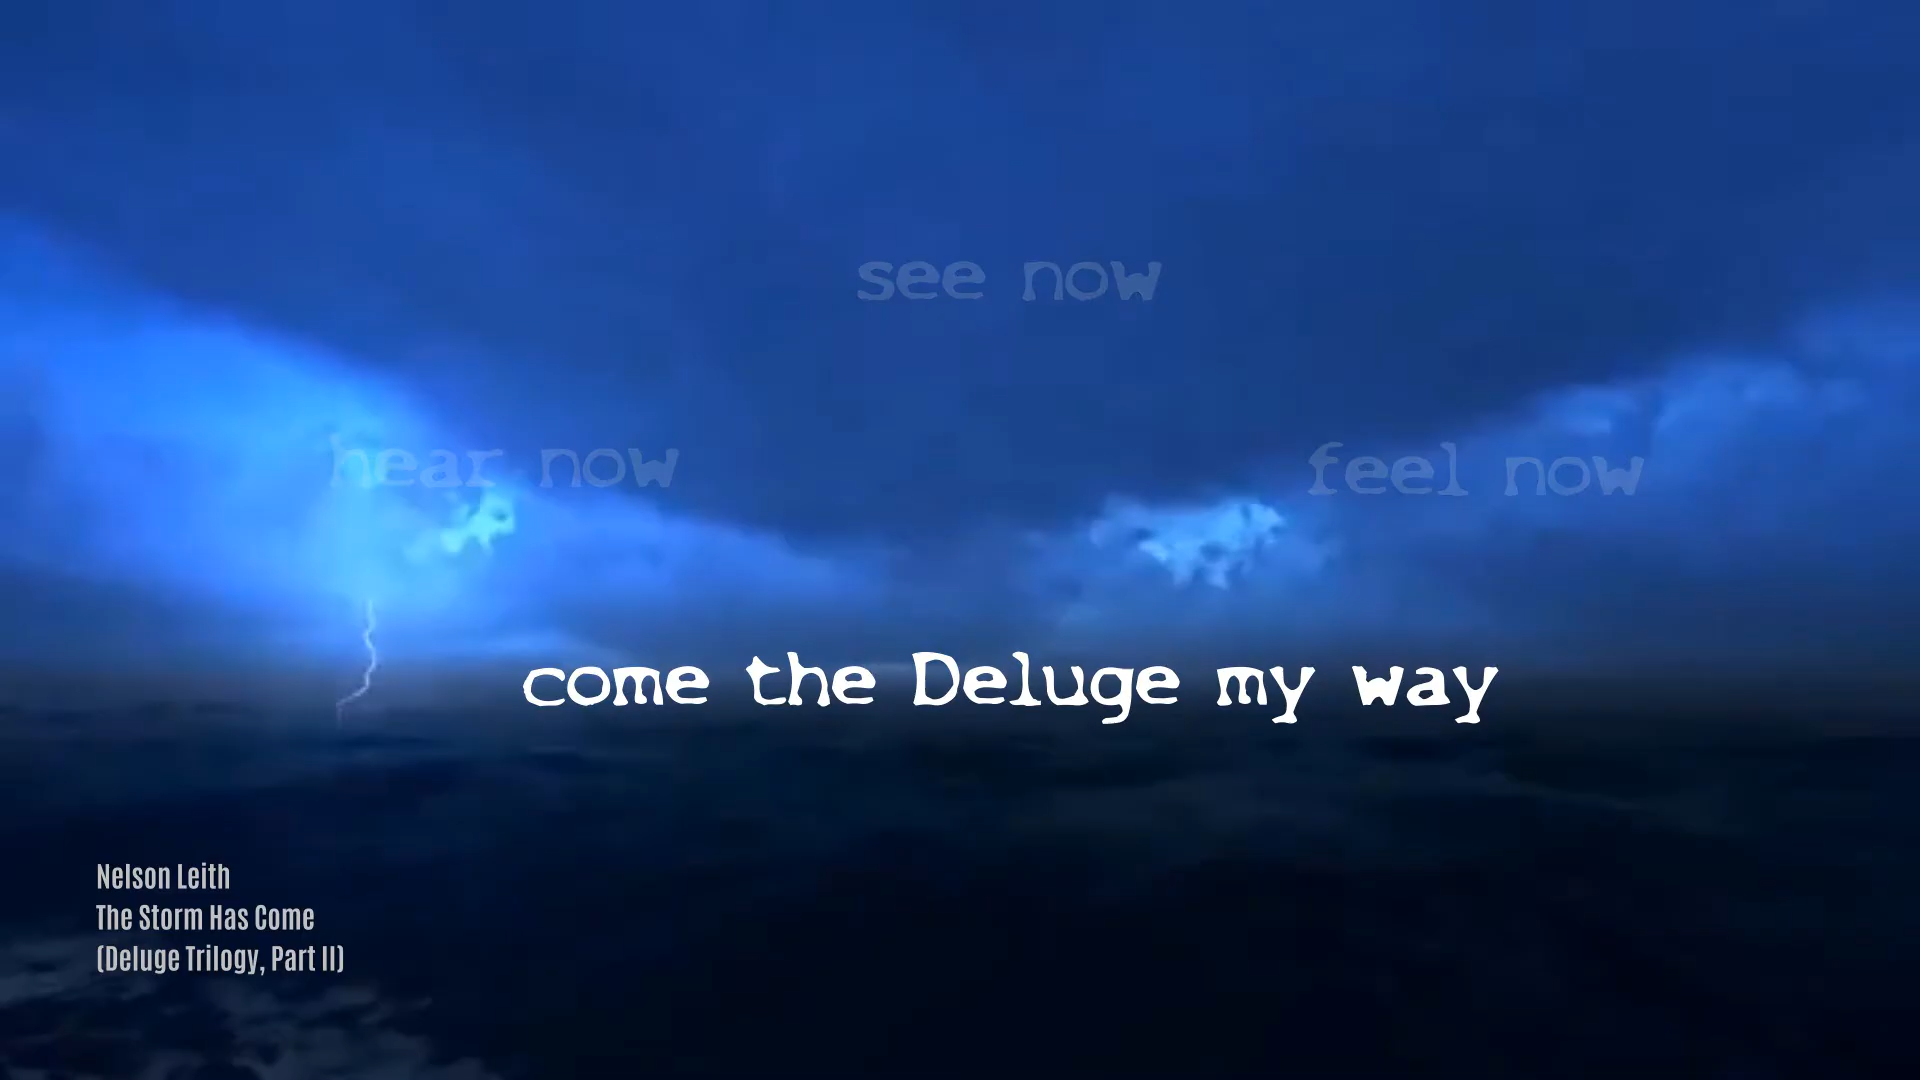 see now
hear now
feel now
come the Deluge my way
Nelson Leith
The Storm Has Come
(Deluge Trilogy, Part II)